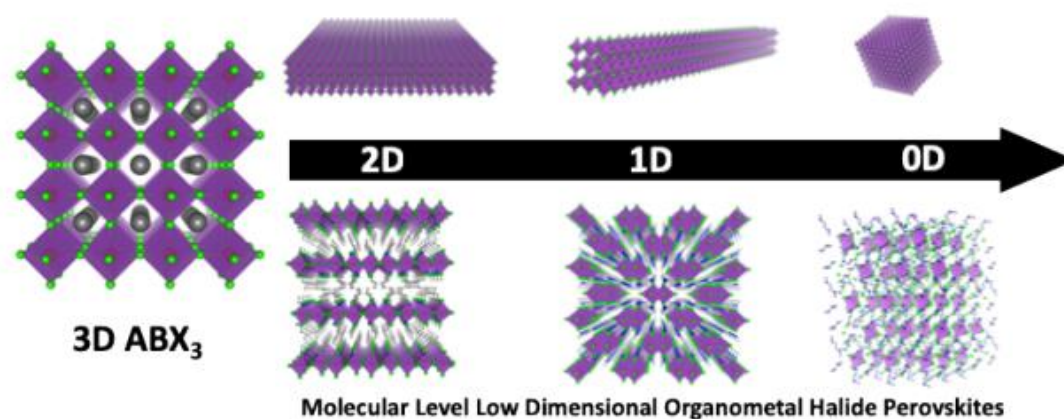 2D 1D 0D
3D ABX₃
Molecular Level Low Dimensional Organometal Halide Perovskites